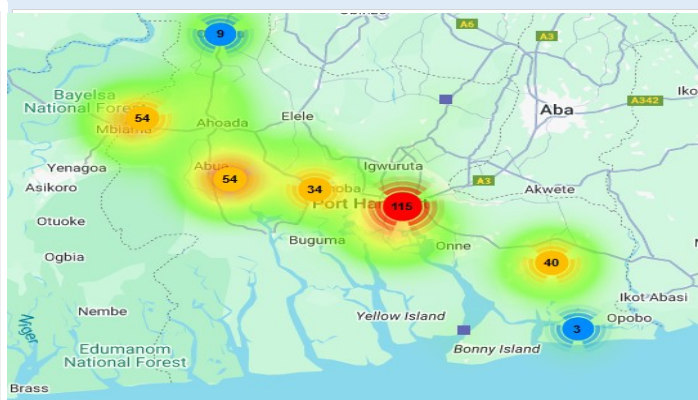 A6
9
A3
A342
Bayelsa
National Forest
54
Mbiama
Ahoada
Elele
Aba
Yenagoa
Asikoro
Abua
54
34
Igwuruta
A3
Akwete
115
Port Har
Otuoke
Buguma
Onne
Ogbia
40
Ikot Abasi
Nembe
Yellow Island
Opobo
3
Niger
Edumanom
National Forest
Bonny Island
Brass